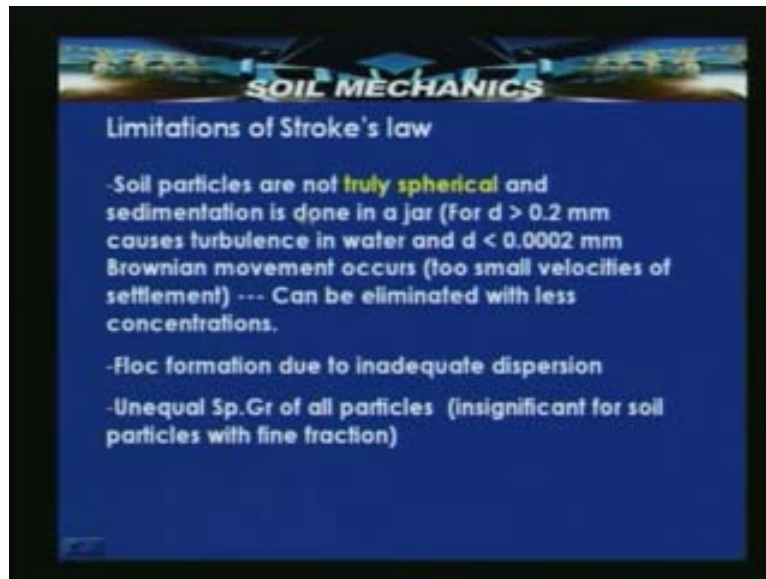 SOIL MECHANICS
Limitations of Stroke's law
-Soil particles are not truly spherical and
sedimentation is done in a jar (For d > 0.2 mm
causes turbulence in water and d < 0.0002 mm
Brownian movement occurs (too small velocities of
settlement) --- Can be eliminated with less
concentrations.
-Floc formation due to inadequate dispersion
-Unequal Sp.Gr of all particles (insignificant for soil
particles with fine fraction)